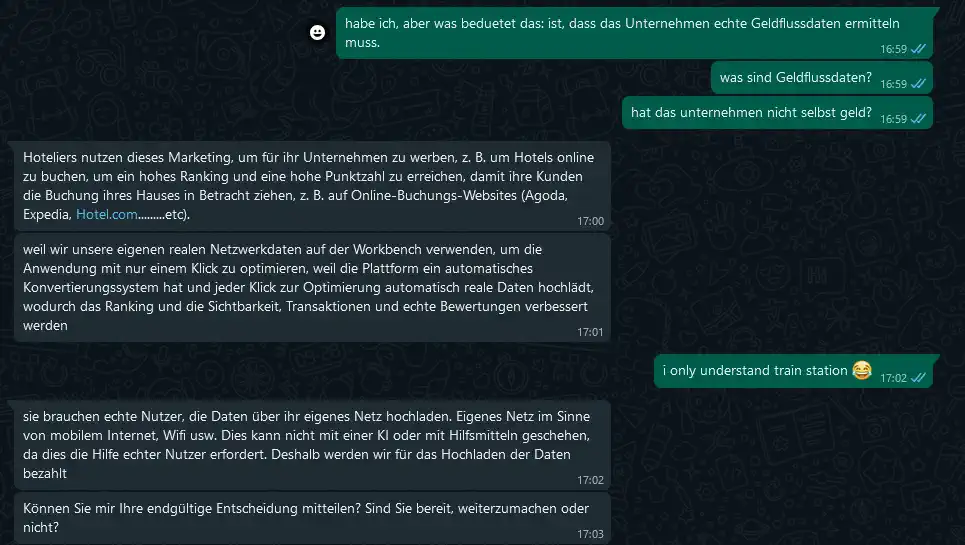 habe ich, aber was beduetet das: ist, dass das Unternehmen echte Geldflussdaten ermitteln
muss.
16:59
was sind Geldflussdaten?
16:59
hat das unternehmen nicht selbst geld?
16:59
Hoteliers nutzen dieses Marketing, um für ihr Unternehmen zu werben, z. B. um Hotels online
zu buchen, um ein hohes Ranking und eine hohe Punktzahl zu erreichen, damit ihre Kunden
die Buchung ihres Hauses in Betracht ziehen, z. B. auf Online-Buchungs-Websites (Agoda,
Expedia, Hotel.com.........etc).
17:00
weil wir unsere eigenen realen Netzwerkdaten auf der Workbench verwenden, um die
Anwendung mit nur einem Klick zu optimieren, weil die Plattform ein automatisches
Konvertierungssystem hat und jeder Klick zur Optimierung automatisch reale Daten hochlädt,
wodurch das Ranking und die Sichtbarkeit, Transaktionen und echte Bewertungen verbessert
werden
17:01
i only understand train station 😂
17:02
sie brauchen echte Nutzer, die Daten über ihr eigenes Netz hochladen. Eigenes Netz im Sinne
von mobilem Internet, Wifi usw. Dies kann nicht mit einer KI oder mit Hilfsmitteln geschehen,
da dies die Hilfe echter Nutzer erfordert. Deshalb werden wir für das Hochladen der Daten
bezahlt
17:02
Können Sie mir Ihre endgültige Entscheidung mitteilen? Sind Sie bereit, weiterzumachen oder
nicht?
17:03